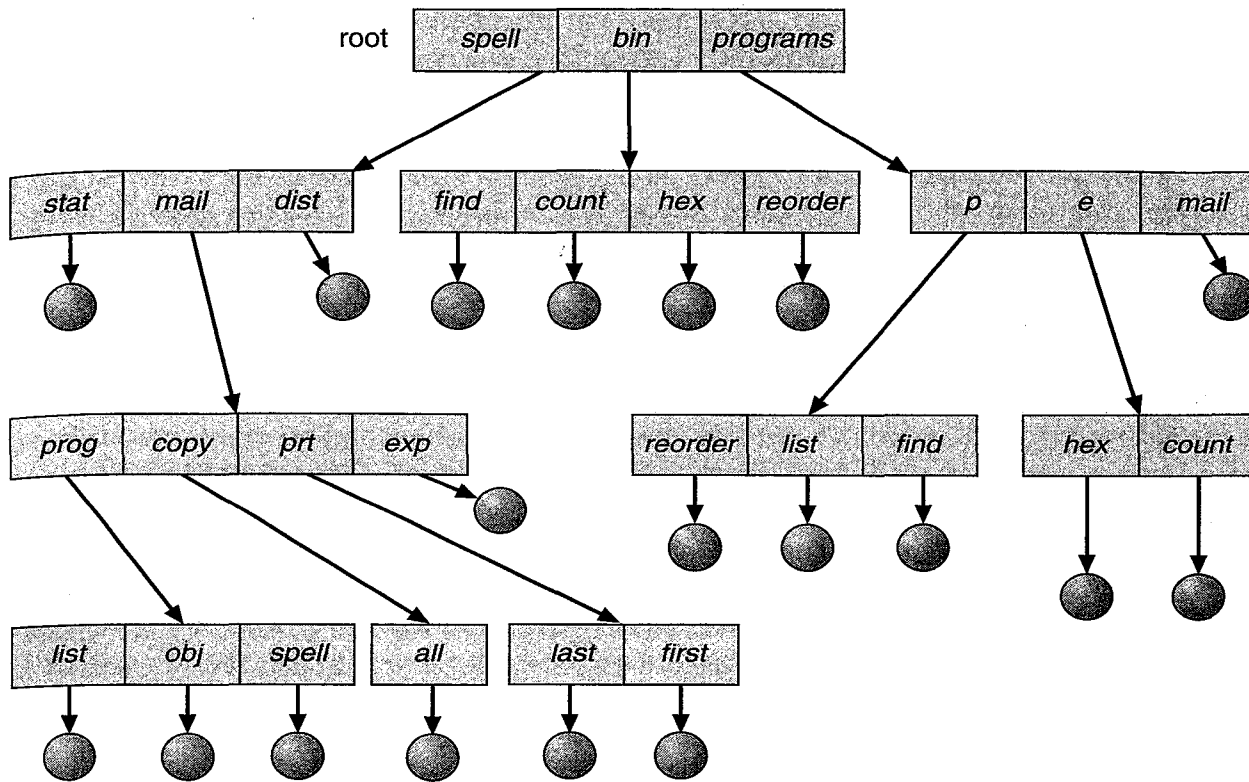 root spell bin programs
stat mail dist find count hex reorder p e mail
prog copy prt exp reorder list find hex count
list obj spell all last first